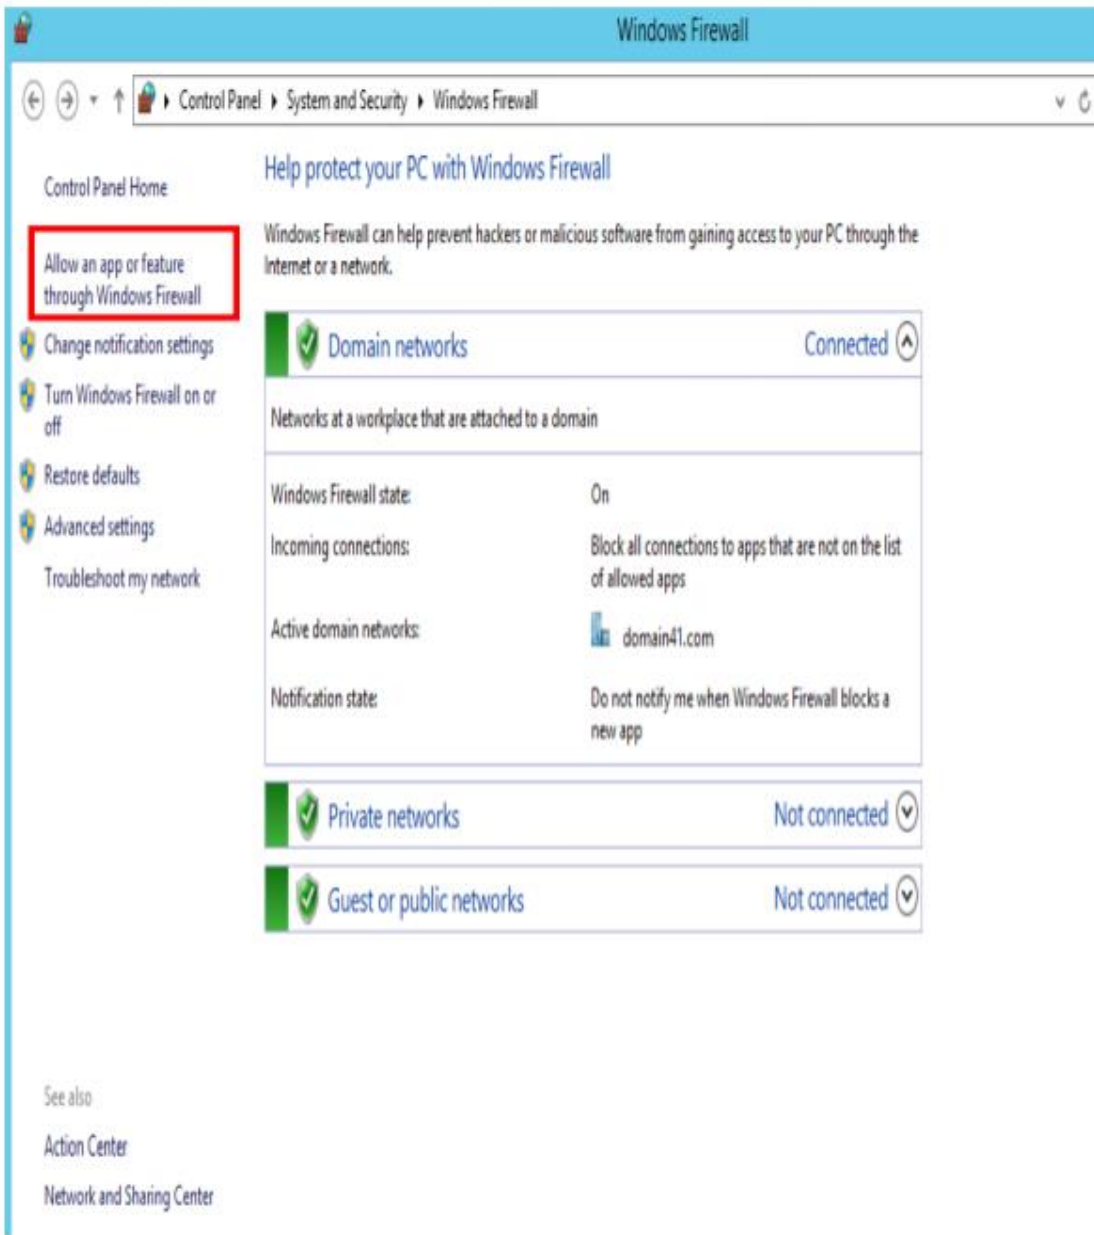 Windows Firewall
Control Panel ▸ System and Security ▸ Windows Firewall
Control Panel Home
Allow an app or feature
through Windows Firewall
Change notification settings
Turn Windows Firewall on or
off
Restore defaults
Advanced settings
Troubleshoot my network
See also
Action Center
Network and Sharing Center
Help protect your PC with Windows Firewall
Windows Firewall can help prevent hackers or malicious software from gaining access to your PC through the
Internet or a network.
Domain networks Connected
Networks at a workplace that are attached to a domain
Windows Firewall state: On
Incoming connections: Block all connections to apps that are not on the list
of allowed apps
Active domain networks: domain41.com
Notification state: Do not notify me when Windows Firewall blocks a
new app
Private networks Not connected
Guest or public networks Not connected